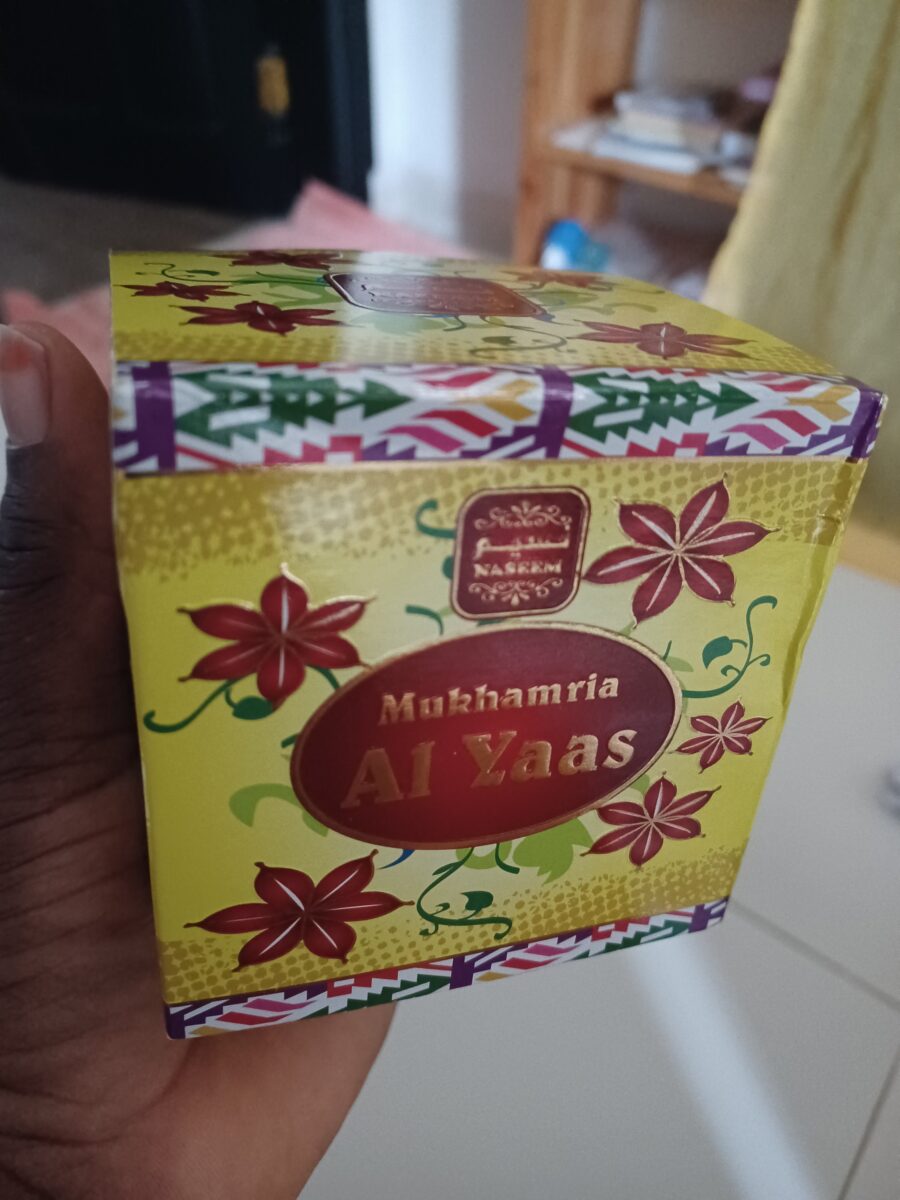 نسيم
NASEEM
Mukhamria
Al Yaas